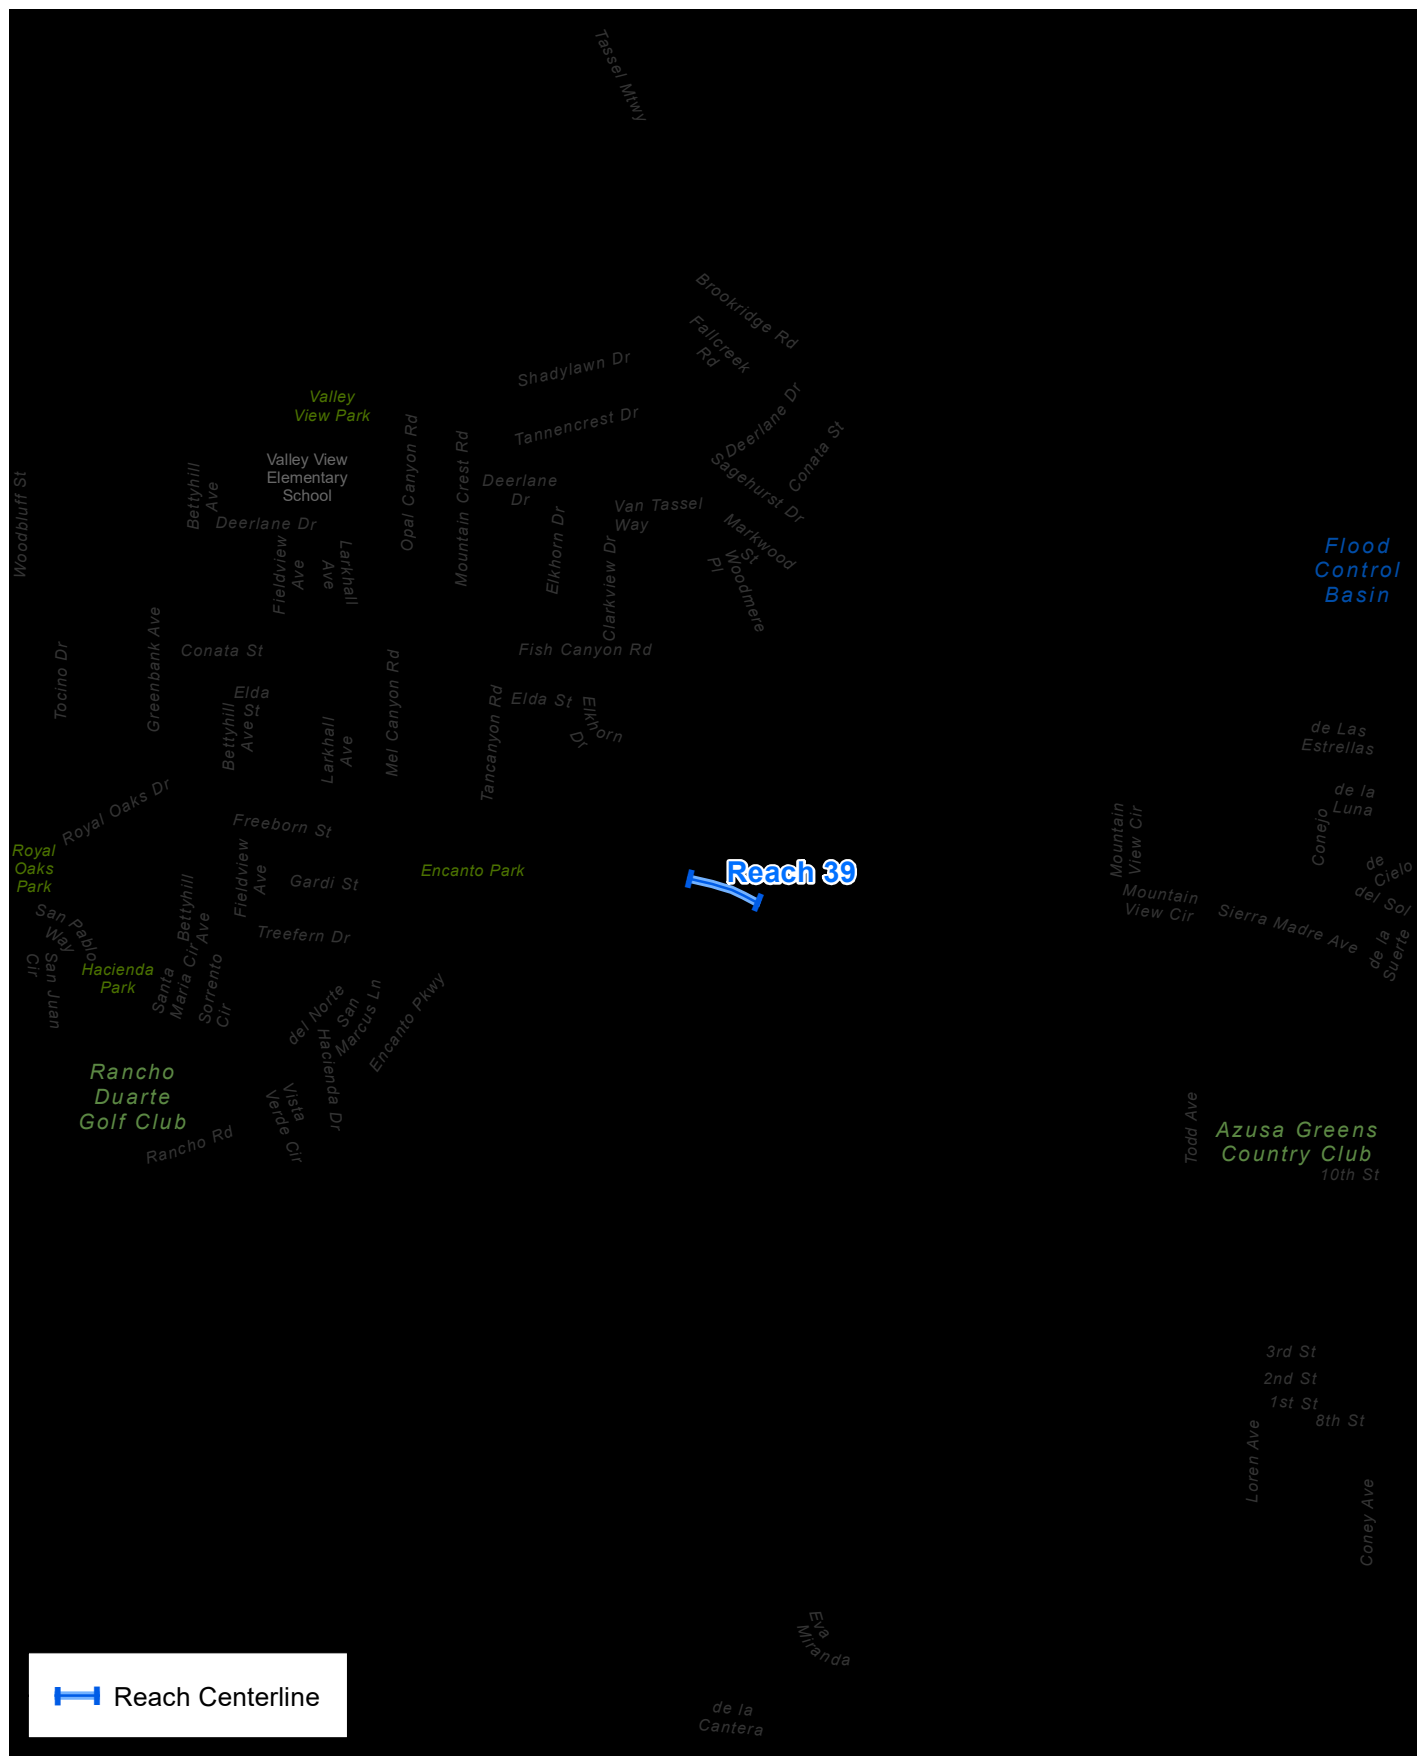 Tassel Mtwy
Brookridge Rd
Fallcreek
Rd
Shadylawn Dr
Valley
View Park
Deerlane Dr
Tannencrest Dr
Conata St
Opal Canyon Rd
Mountain Crest Rd
Valley View
Elementary
School
Sagehurst Dr
Woodbluff St
Bettyhill
Ave
Deerlane
Dr
Deerlane Dr
Van Tassel
Way
Elkhorn Dr
Clarkview Dr
Markwood
St
Woodmere
Pl
Fieldview
Ave
Larkhall
Ave
Flood
Control
Basin
Greenbank Ave
Tocino Dr
Conata St
Fish Canyon Rd
Mel Canyon Rd
Elda
St
Elda St
Elkhorn
Dr
Bettyhill
Ave
Larkhall
Ave
Tancanyon Rd
de Las
Estrellas
de la
Luna
Royal Oaks Dr
Freeborn St
Mountain
View Cir
Conejo
Royal
Oaks
Park
Fieldview
Ave
Gardi St
Encanto Park
Reach 39
de
Cielo
Mountain
View Cir
del Sol
Sierra Madre Ave
San Pablo
Way
Bettyhill
Ave
Treefern Dr
de la
Suerte
San Juan
Cir
Hacienda
Park
Santa
Maria Cir
Sorrento
Cir
del Norte
San
Marcus Ln
Encanto Pkwy
Hacienda Dr
Rancho
Duarte
Golf Club
Vista
Verde Cir
Rancho Rd
Todd Ave
Azusa Greens
Country Club
10th St
3rd St
2nd St
1st St
8th St
Loren Ave
Coney Ave
Eva
Miranda
Reach Centerline
de la
Cantera